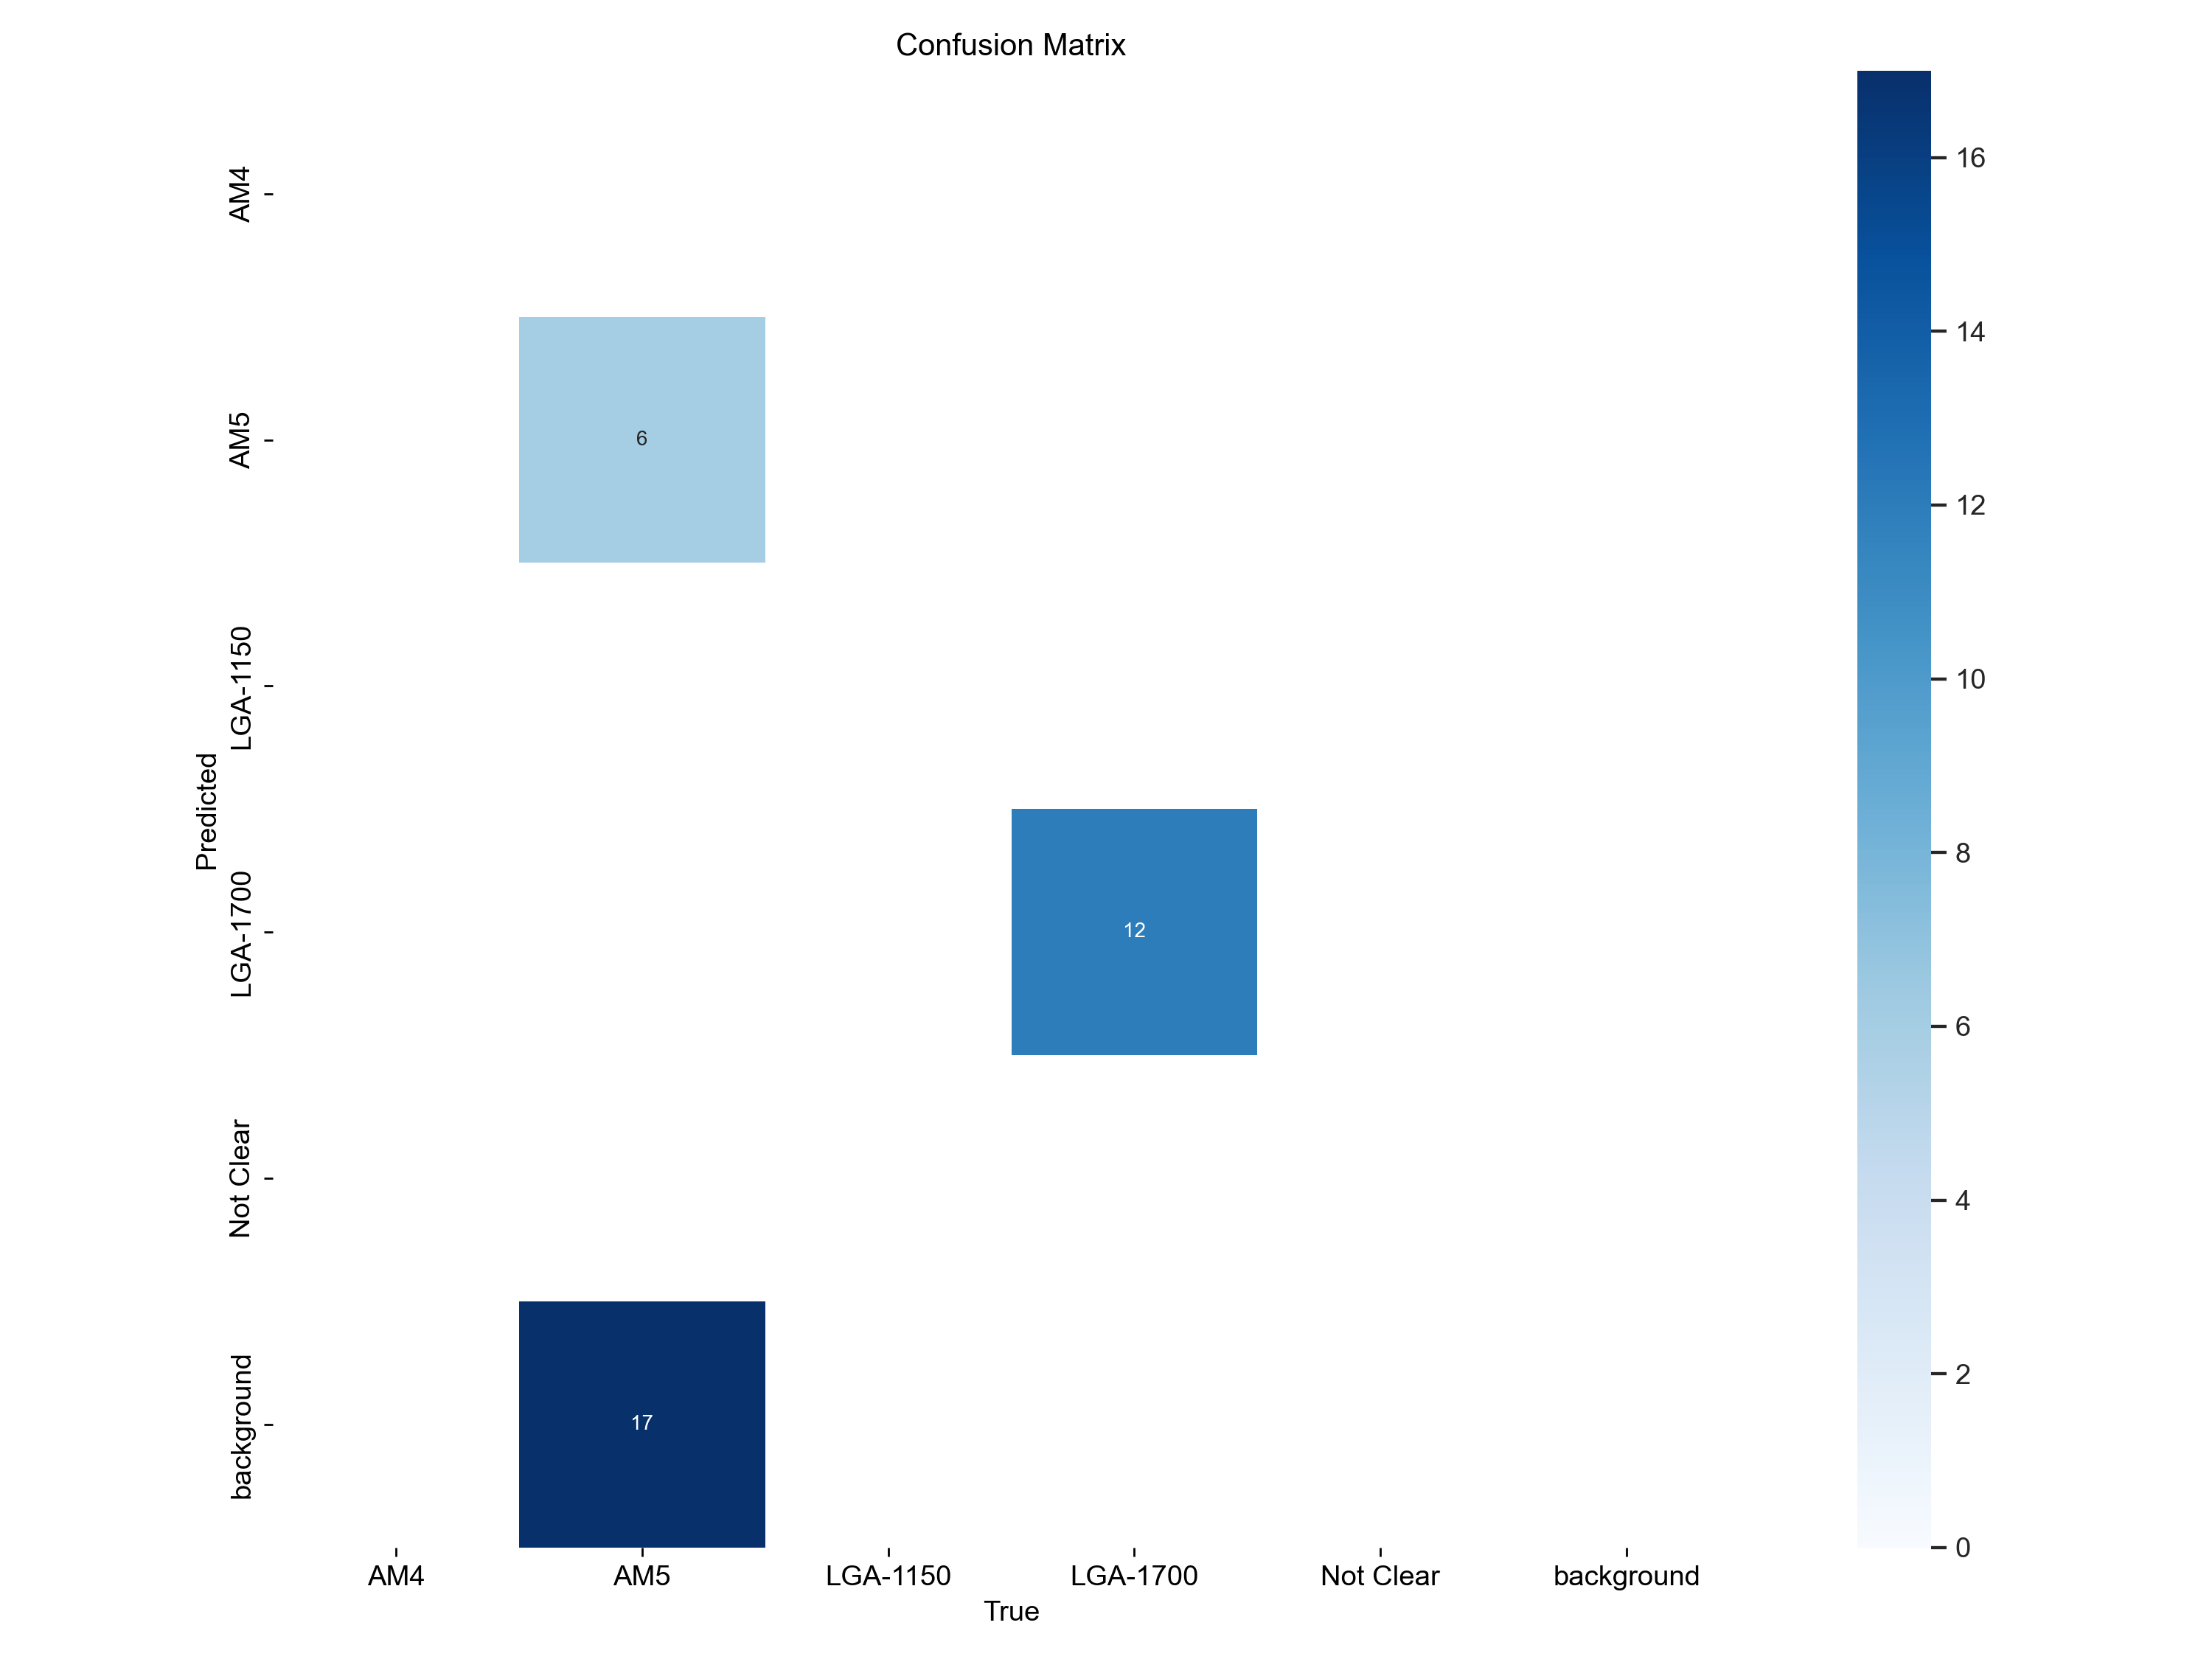 Confusion Matrix
AM4
AM5
LGA-1150
LGA-1700
Not Clear
background
Predicted
6
12
17
AM4
AM5
LGA-1150
LGA-1700
Not Clear
background
True
16
14
12
10
8
6
4
2
0